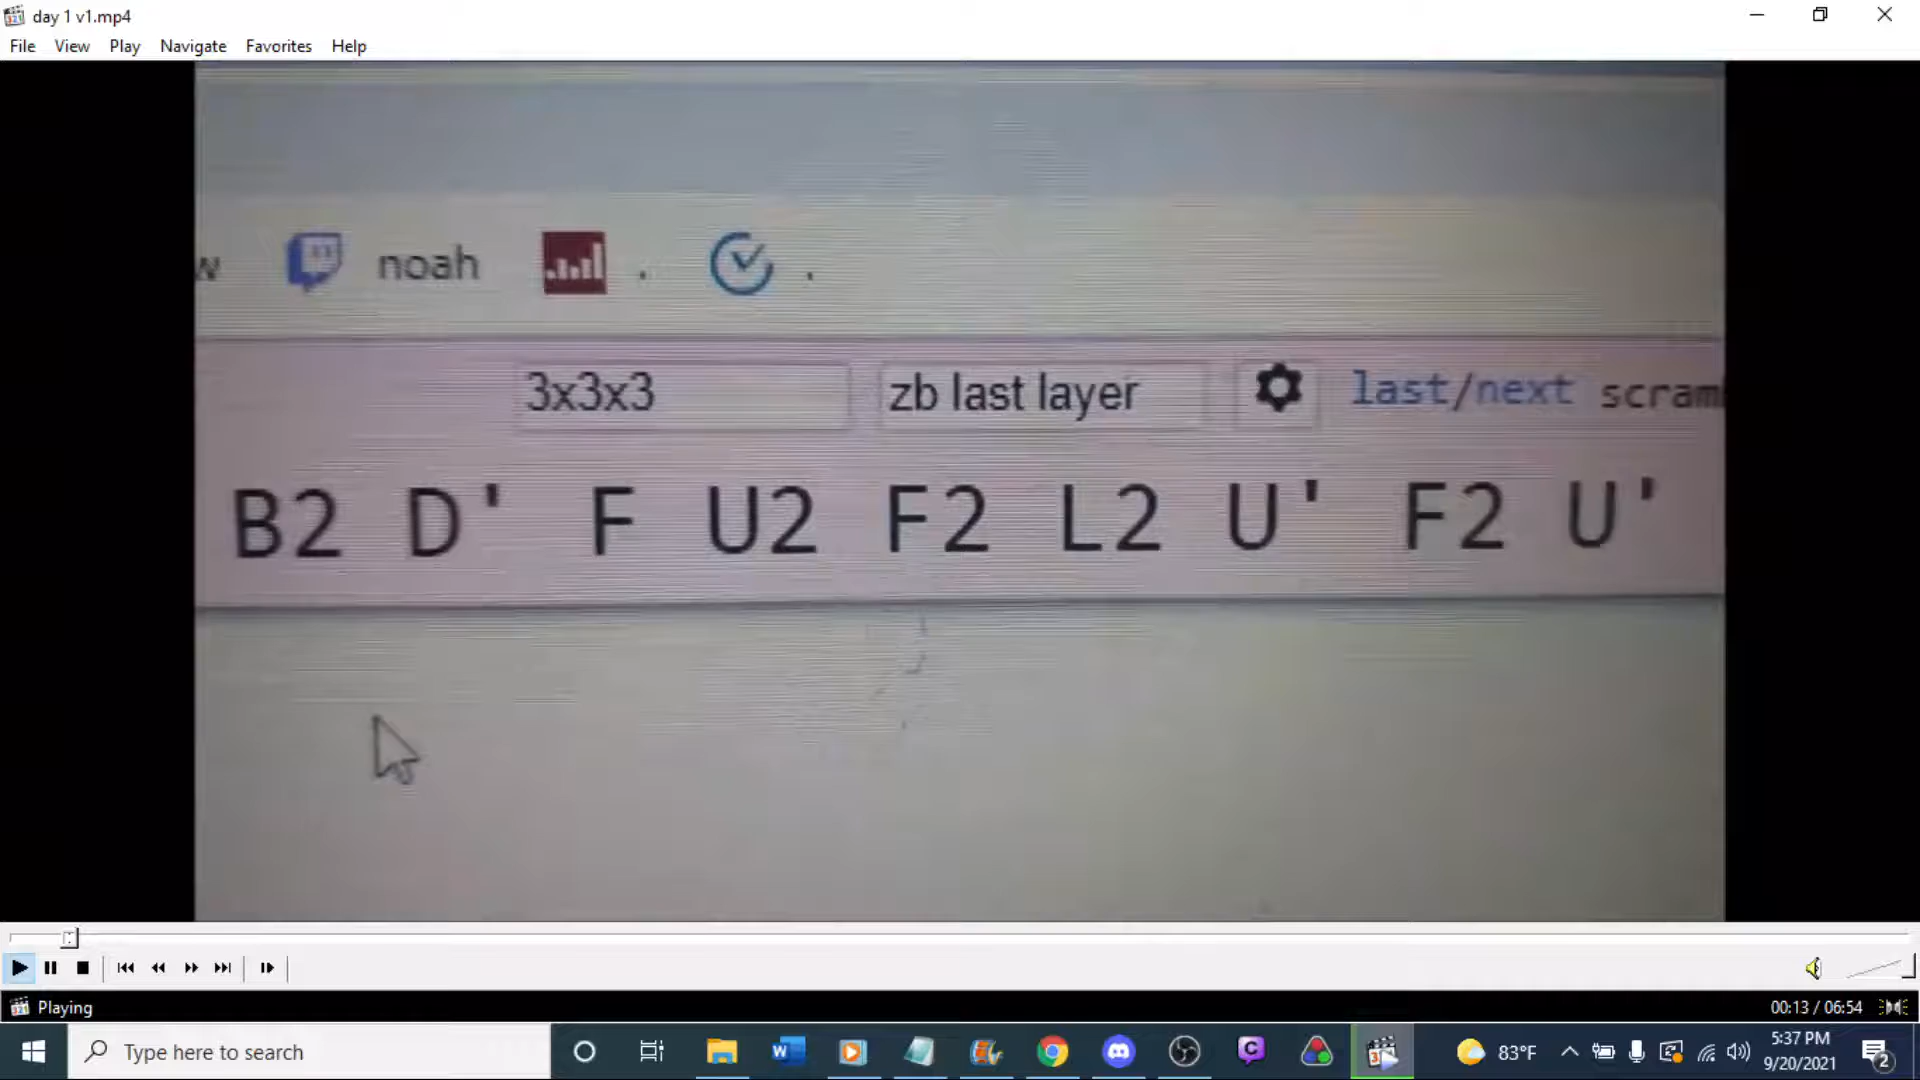 day 1 v1.mp4
File View Play Navigate Favorites Help
noah . .
3x3x3 zb last layer last/next scram
B2 D' F U2 F2 L2 U' F2 U'
Playing 00:13 / 06:54
Type here to search 83°F 5:37 PM
9/20/2021 2